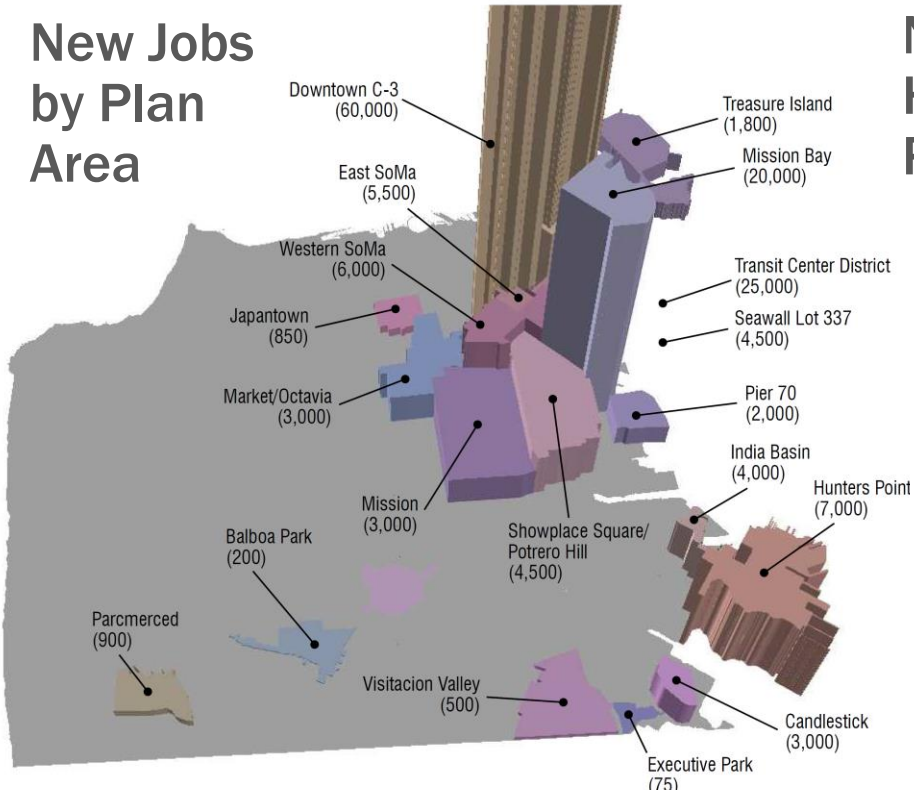 New Jobs
by Plan
Area
Downtown C-3
(60,000)
Treasure Island
(1,800)
Mission Bay
(20,000)
East SoMa
(5,500)
Western SoMa
(6,000)
Transit Center District
(25,000)
Japantown
(850)
Seawall Lot 337
(4,500)
Market/Octavia
(3,000)
Pier 70
(2,000)
India Basin
(4,000)
Hunters Point
(7,000)
Mission
(3,000)
Showplace Square/
Potrero Hill
(4,500)
Balboa Park
(200)
Parcmerced
(900)
Visitacion Valley
(500)
Candlestick
(3,000)
Executive Park
(75)